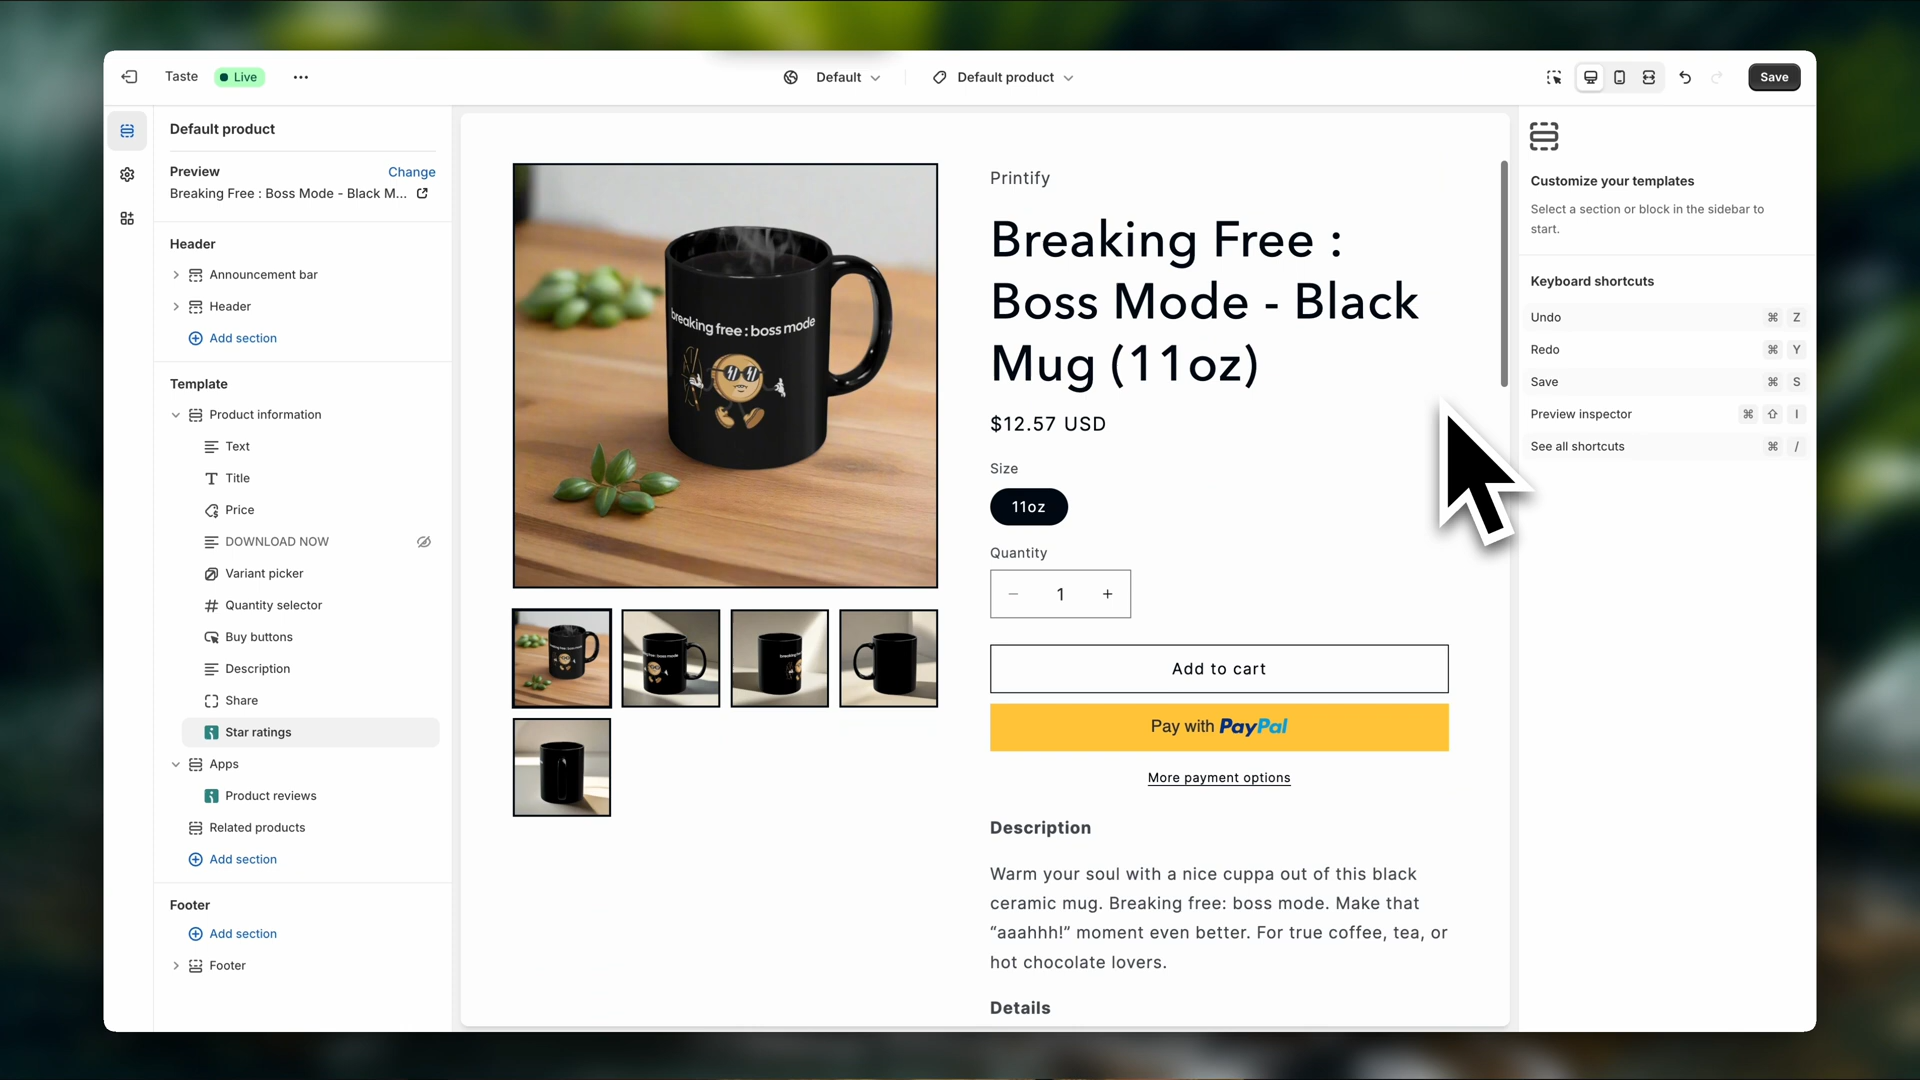 Taste
Live
Default
Default product
Save
Default product
Preview
Change
Breaking Free : Boss Mode - Black M...
Header
Announcement bar
Header
Add section
Template
Product information
Text
Title
Price
DOWNLOAD NOW
Variant picker
Quantity selector
Buy buttons
Description
Share
Star ratings
Apps
Product reviews
Related products
Add section
Footer
Add section
Footer
breaking free : boss mode
Printify
Breaking Free :
Boss Mode - Black
Mug (11oz)
$12.57 USD
Size
11oz
Quantity
− 1 +
Add to cart
Pay with PayPal
More payment options
Description
Warm your soul with a nice cuppa out of this black
ceramic mug. Breaking free: boss mode. Make that
“aaahhh!” moment even better. For true coffee, tea, or
hot chocolate lovers.
Details
Customize your templates
Select a section or block in the sidebar to
start.
Keyboard shortcuts
Undo ⌘ Z
Redo ⌘ Y
Save ⌘ S
Preview inspector ⌘ ⇧ I
See all shortcuts ⌘ /